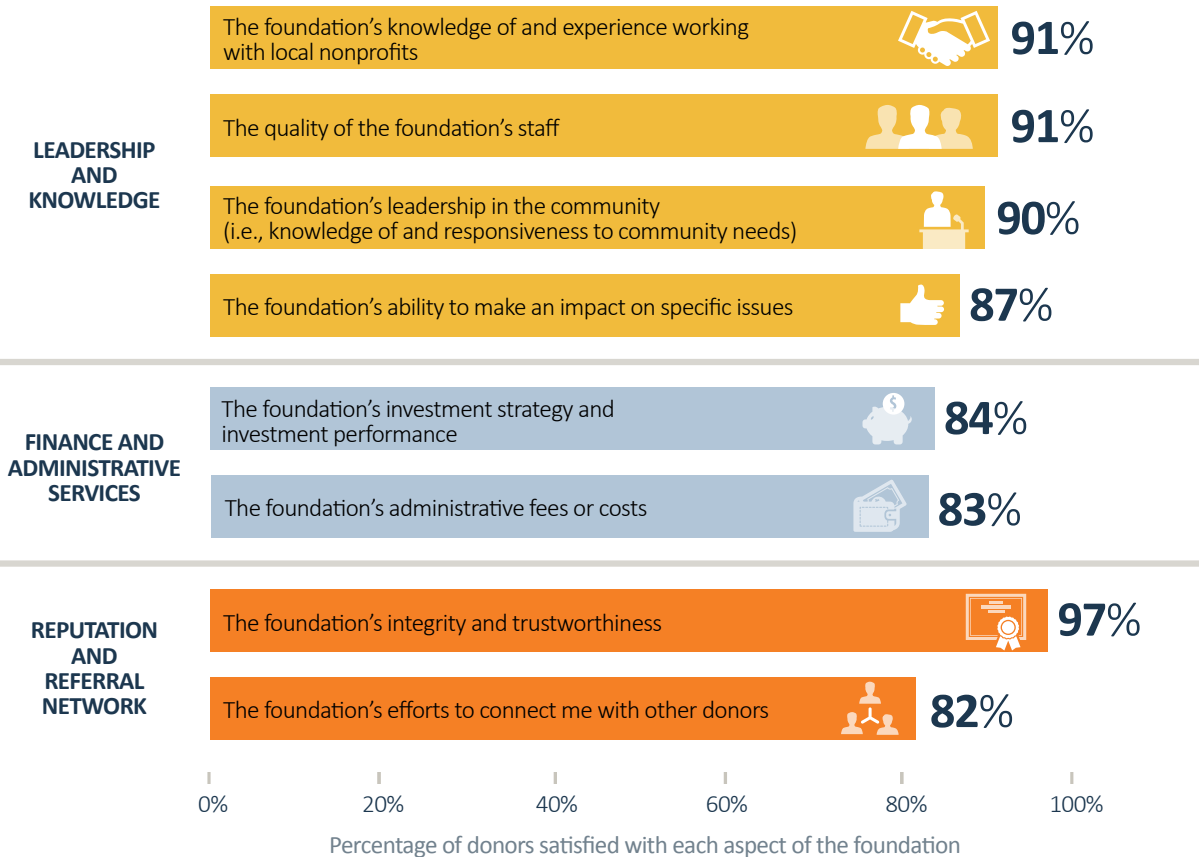 The foundation's knowledge of and experience working
with local nonprofits
91%
The quality of the foundation's staff
91%
LEADERSHIP
AND
KNOWLEDGE
The foundation's leadership in the community
(i.e., knowledge of and responsiveness to community needs)
90%
The foundation's ability to make an impact on specific issues
87%
FINANCE AND
ADMINISTRATIVE
SERVICES
The foundation's investment strategy and
investment performance
$
84%
The foundation's administrative fees or costs
83%
REPUTATION
AND
REFERRAL
NETWORK
The foundation's integrity and trustworthiness
97%
The foundation's efforts to connect me with other donors
82%
0% 20% 40% 60% 80% 100%
Percentage of donors satisfied with each aspect of the foundation